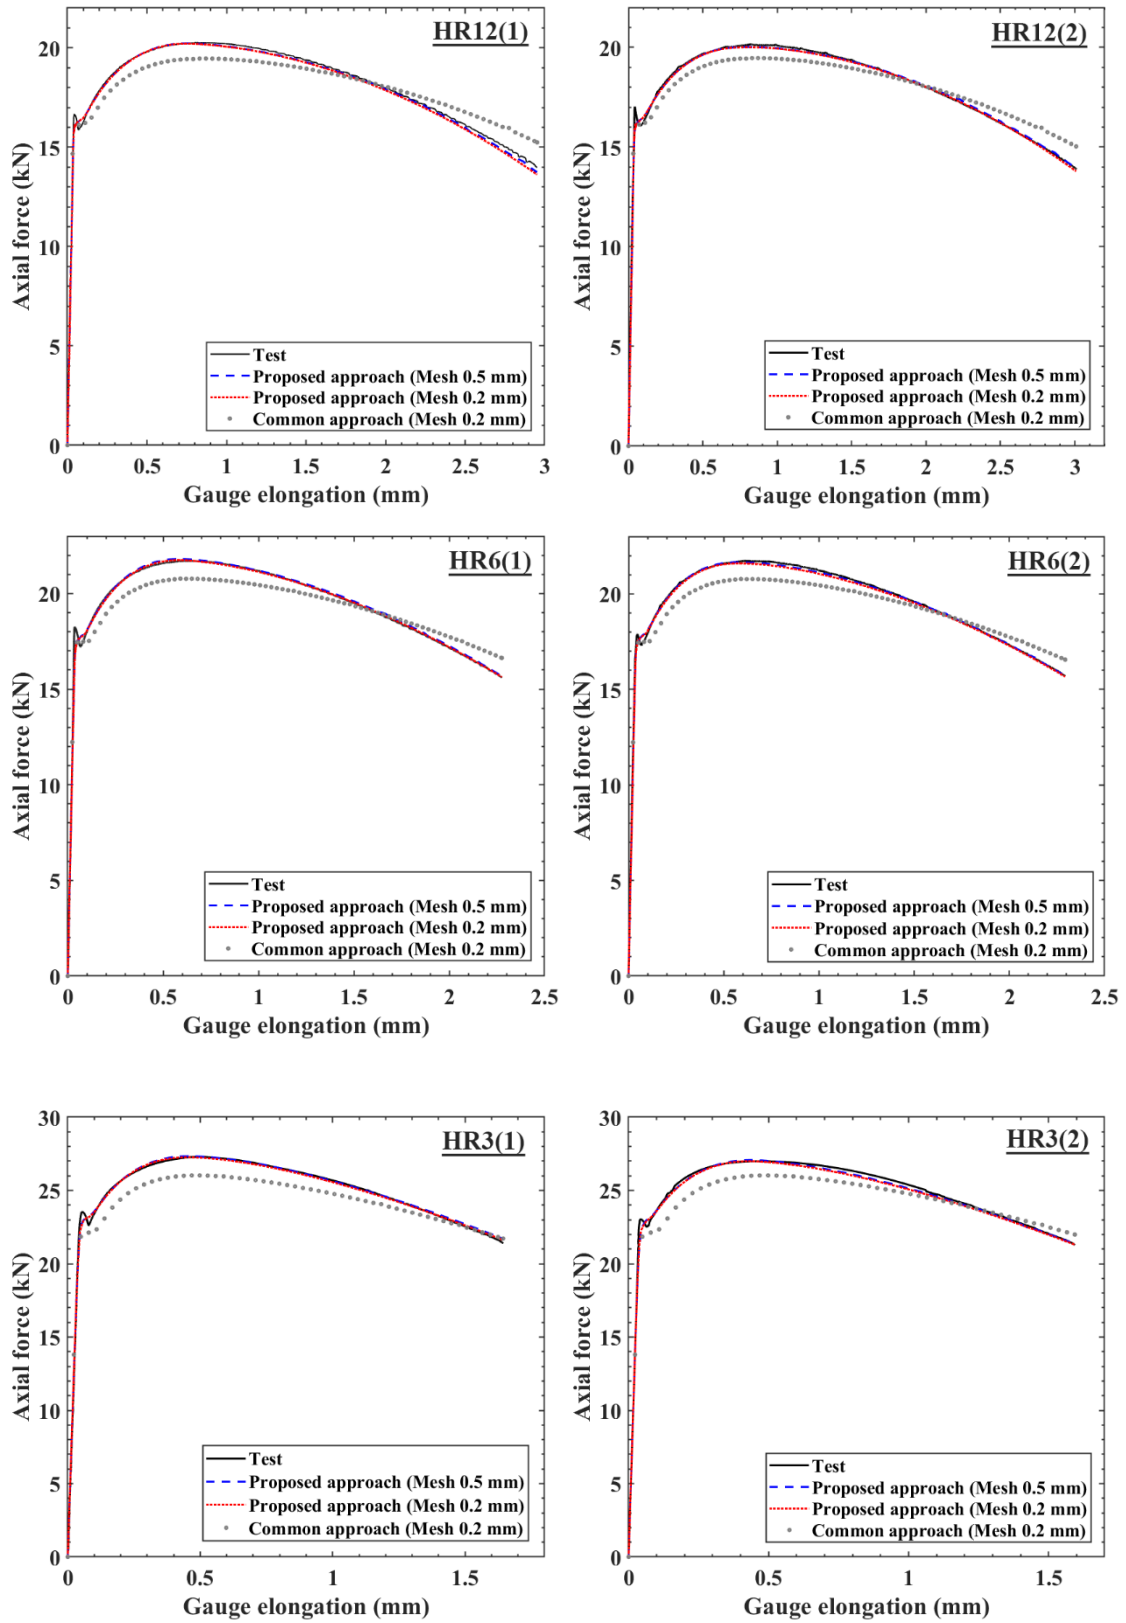 HR12(1)
20
15
10
5
0
Axial force (kN)
Test
Proposed approach (Mesh 0.5 mm)
Proposed approach (Mesh 0.2 mm)
Common approach (Mesh 0.2 mm)
0 0.5 1 1.5 2 2.5 3
Gauge elongation (mm)
HR12(2)
20
15
10
5
0
Axial force (kN)
Test
Proposed approach (Mesh 0.5 mm)
Proposed approach (Mesh 0.2 mm)
Common approach (Mesh 0.2 mm)
0 0.5 1 1.5 2 2.5 3
Gauge elongation (mm)
HR6(1)
20
15
10
5
0
Axial force (kN)
Test
Proposed approach (Mesh 0.5 mm)
Proposed approach (Mesh 0.2 mm)
Common approach (Mesh 0.2 mm)
0 0.5 1 1.5 2 2.5
Gauge elongation (mm)
HR6(2)
20
15
10
5
0
Axial force (kN)
Test
Proposed approach (Mesh 0.5 mm)
Proposed approach (Mesh 0.2 mm)
Common approach (Mesh 0.2 mm)
0 0.5 1 1.5 2 2.5
Gauge elongation (mm)
HR3(1)
30
25
20
15
10
5
0
Axial force (kN)
Test
Proposed approach (Mesh 0.5 mm)
Proposed approach (Mesh 0.2 mm)
Common approach (Mesh 0.2 mm)
0 0.5 1 1.5
Gauge elongation (mm)
HR3(2)
30
25
20
15
10
5
0
Axial force (kN)
Test
Proposed approach (Mesh 0.5 mm)
Proposed approach (Mesh 0.2 mm)
Common approach (Mesh 0.2 mm)
0 0.5 1 1.5
Gauge elongation (mm)